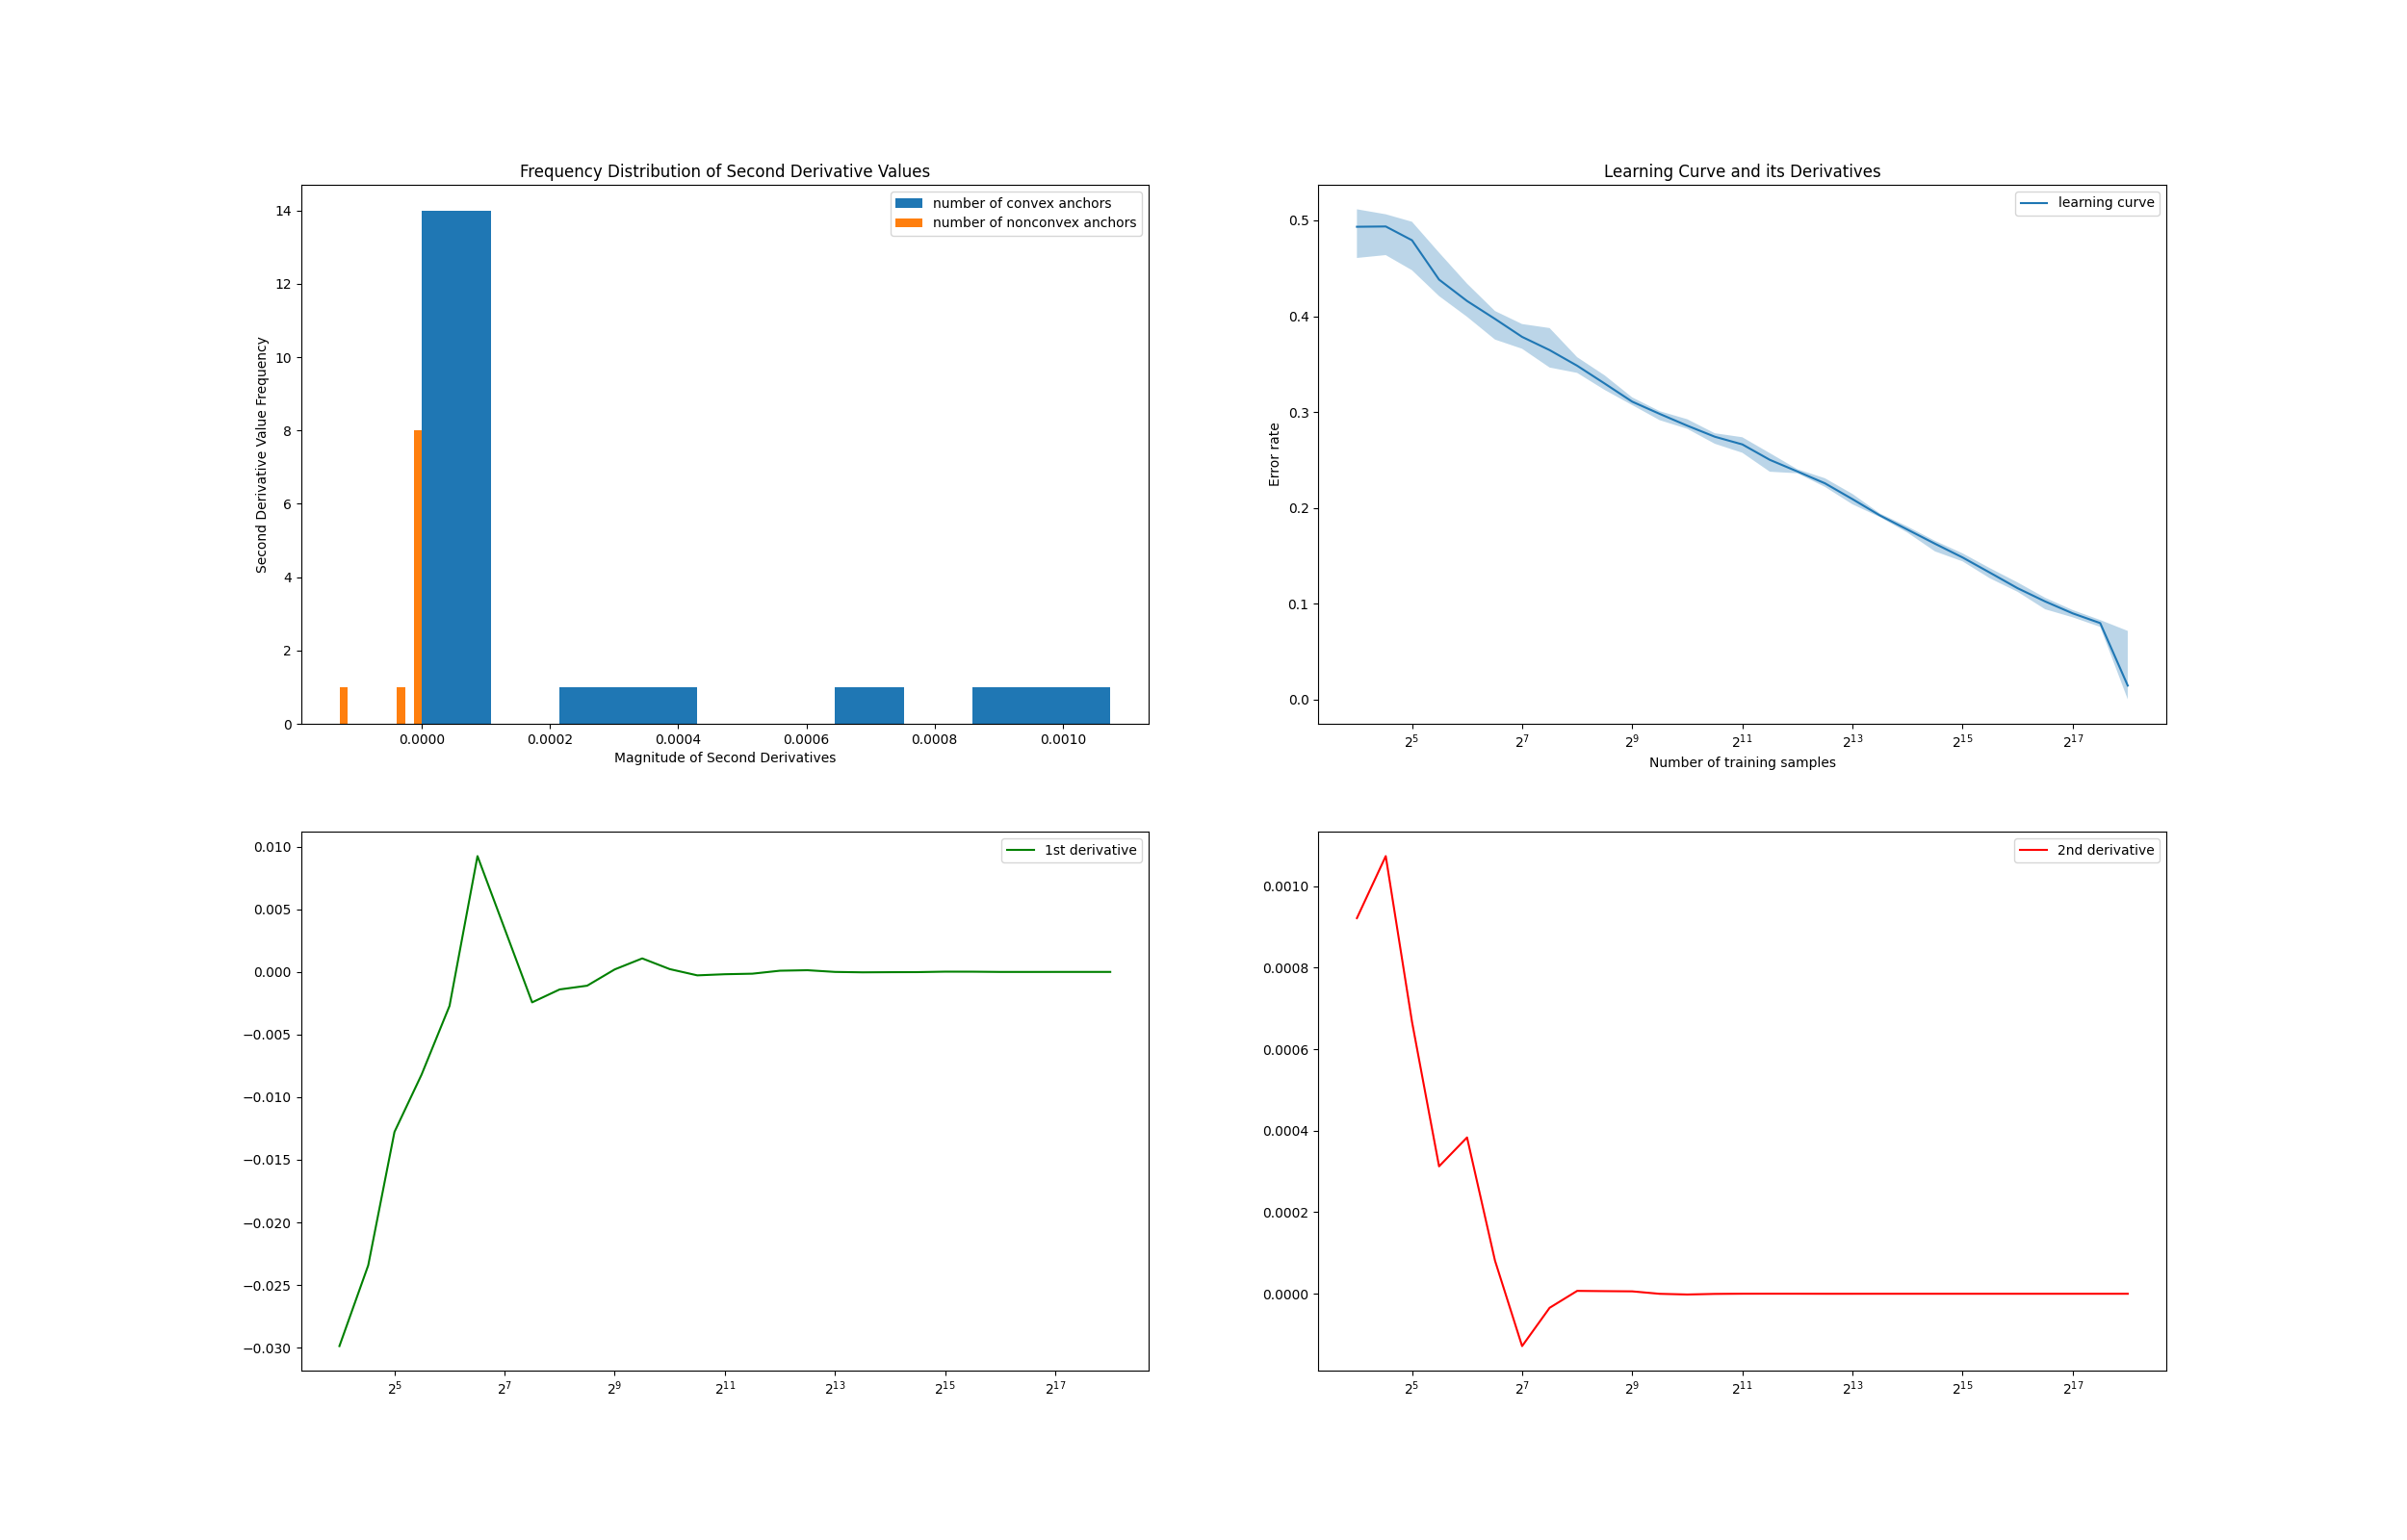 Frequency Distribution of Second Derivative Values
number of convex anchors
number of nonconvex anchors
14
12
10
8
6
4
2
0
Second Derivative Value Frequency
0.0000 0.0002 0.0004 0.0006 0.0008 0.0010
Magnitude of Second Derivatives
Learning Curve and its Derivatives
learning curve
0.5
0.4
0.3
0.2
0.1
0.0
Error rate
2^5 2^7 2^9 2^11 2^13 2^15 2^17
Number of training samples
1st derivative
0.010
0.005
0.000
−0.005
−0.010
−0.015
−0.020
−0.025
−0.030
2^5 2^7 2^9 2^11 2^13 2^15 2^17
2nd derivative
0.0010
0.0008
0.0006
0.0004
0.0002
0.0000
2^5 2^7 2^9 2^11 2^13 2^15 2^17